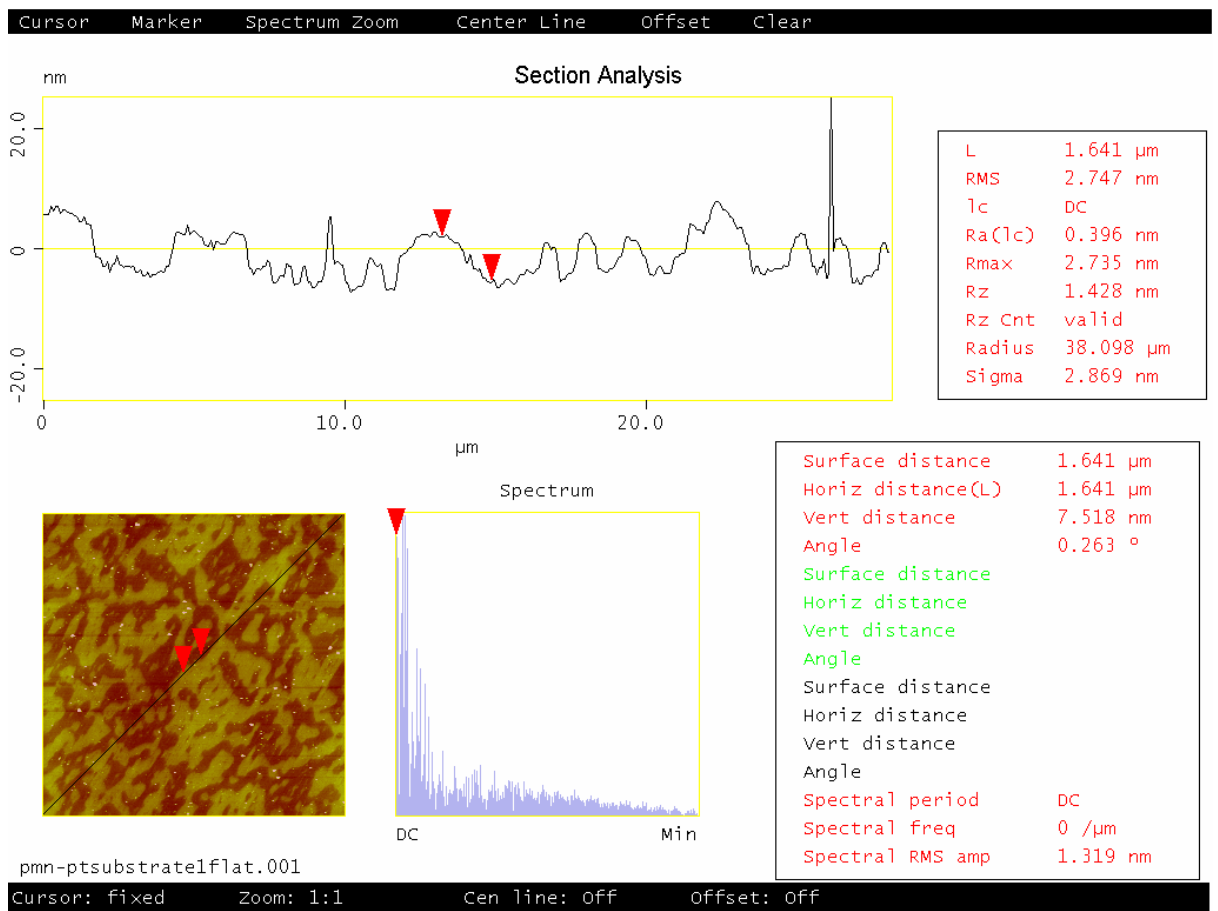 Cursor Marker Spectrum Zoom Center Line Offset Clear
Section Analysis
nm
20.0
0
-20.0
0 10.0 20.0
µm
L 1.641 µm
RMS 2.747 nm
lc DC
Ra(lc) 0.396 nm
Rmax 2.735 nm
Rz 1.428 nm
Rz Cnt valid
Radius 38.098 µm
Sigma 2.869 nm
Spectrum
DC Min
pmn-ptsubstrate1flat.001
Surface distance 1.641 µm
Horiz distance(L) 1.641 µm
Vert distance 7.518 nm
Angle 0.263 °
Surface distance
Horiz distance
Vert distance
Angle
Surface distance
Horiz distance
Vert distance
Angle
Spectral period DC
Spectral freq 0 /µm
Spectral RMS amp 1.319 nm
Cursor: fixed Zoom: 1:1 Cen line: Off Offset: Off